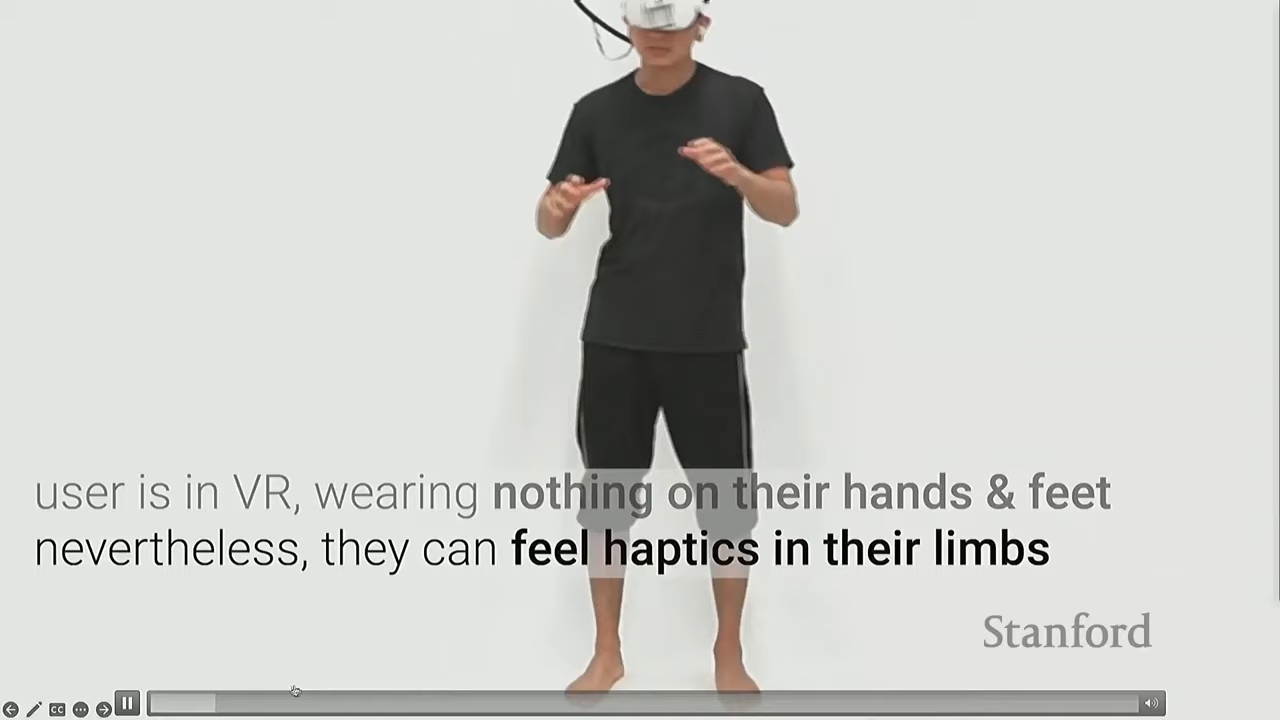 user is in VR, wearing nothing on their hands & feet
nevertheless, they can feel haptics in their limbs
Stanford
CC